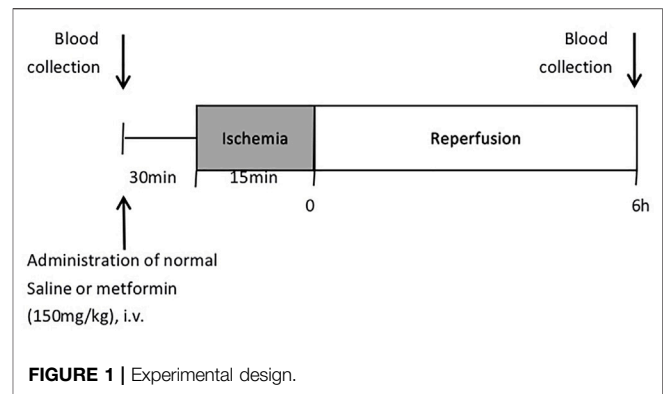 Blood
collection
Blood
collection
Ischemia
Reperfusion
30min
15min
0
6h
Administration of normal
Saline or metformin
(150mg/kg), i.v.
FIGURE 1 | Experimental design.